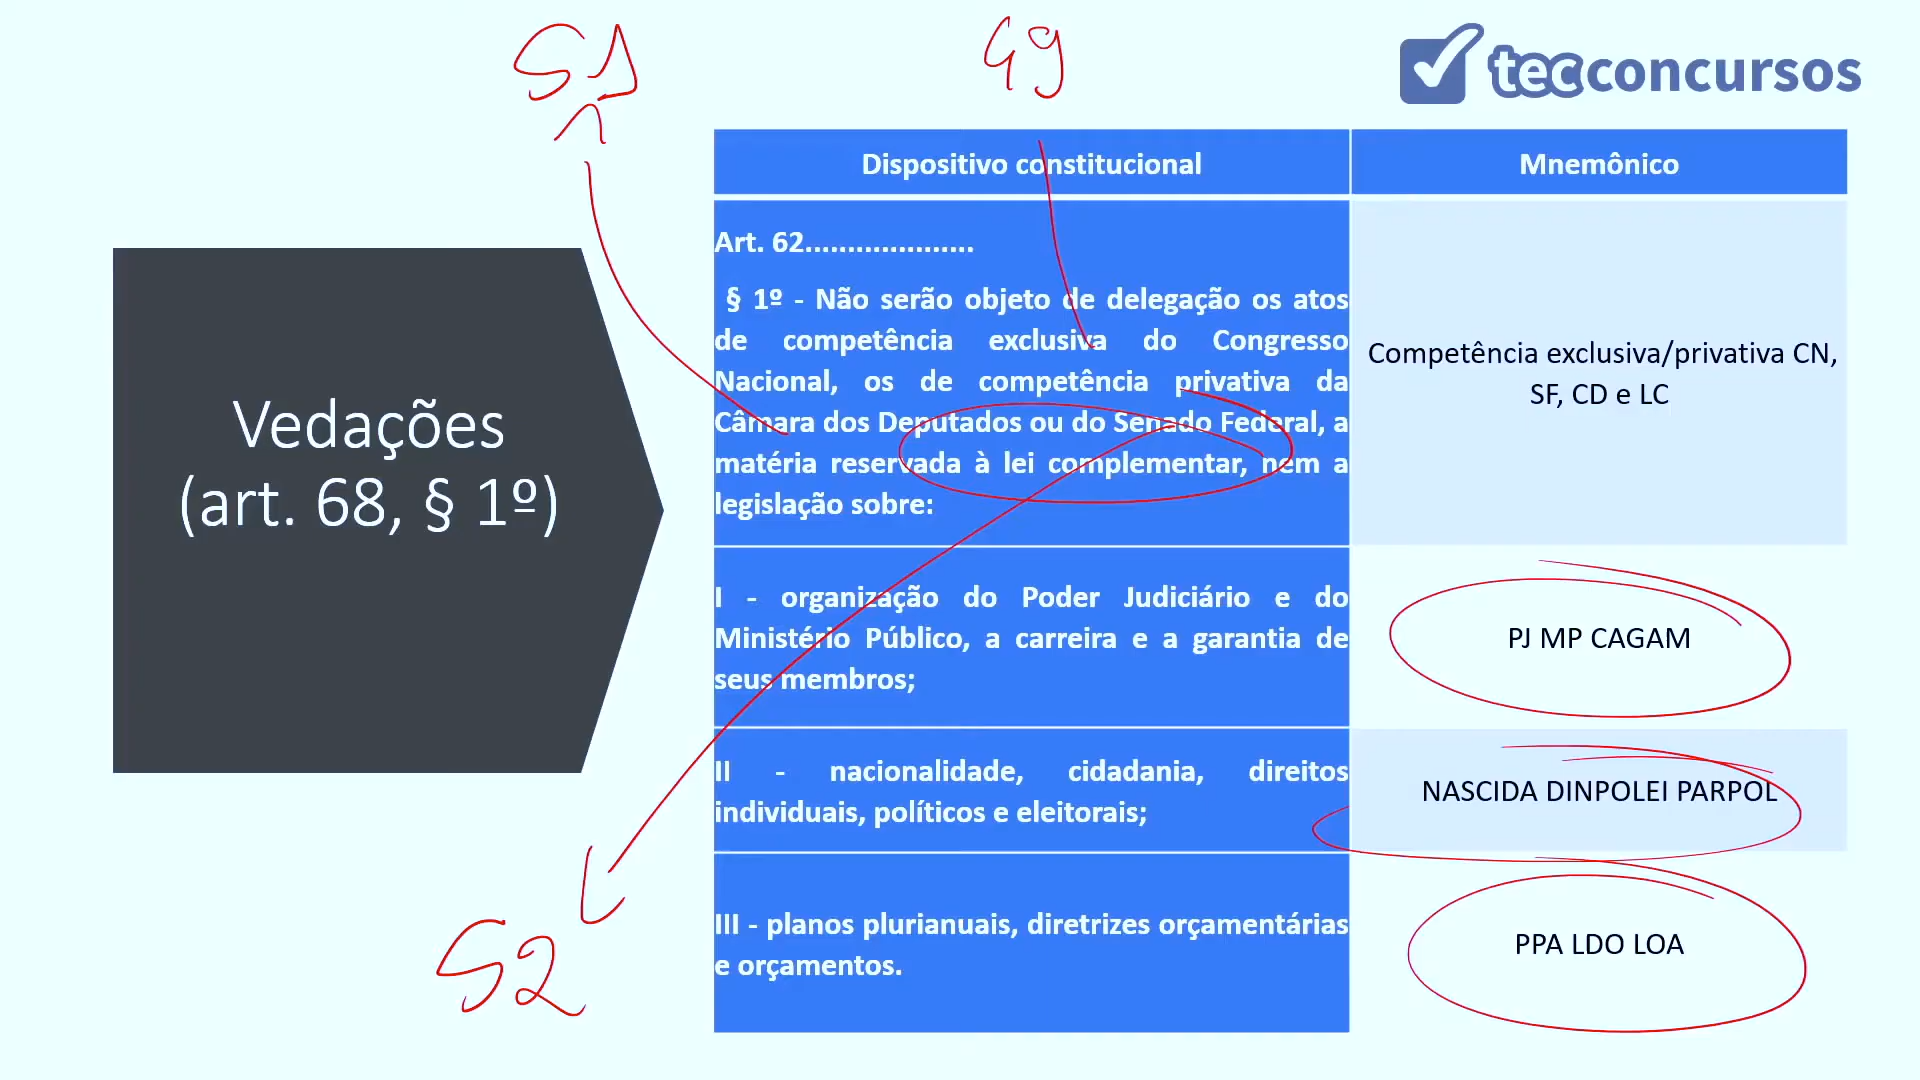 51
49
tecconcursos
Vedações
(art. 68, § 1º)
Dispositivo constitucional
Mnemônico
Art. 62....................
§ 1º - Não serão objeto de delegação os atos
de competência exclusiva do Congresso
Nacional, os de competência privativa da
Câmara dos Deputados ou do Senado Federal, a
matéria reservada à lei complementar, nem a
legislação sobre:
Competência exclusiva/privativa CN,
SF, CD e LC
I - organização do Poder Judiciário e do
Ministério Público, a carreira e a garantia de
seus membros;
PJ MP CAGAM
II - nacionalidade, cidadania, direitos
individuais, políticos e eleitorais;
NASCIDA DINPOLEI PARPOL
III - planos plurianuais, diretrizes orçamentárias
e orçamentos.
PPA LDO LOA
52